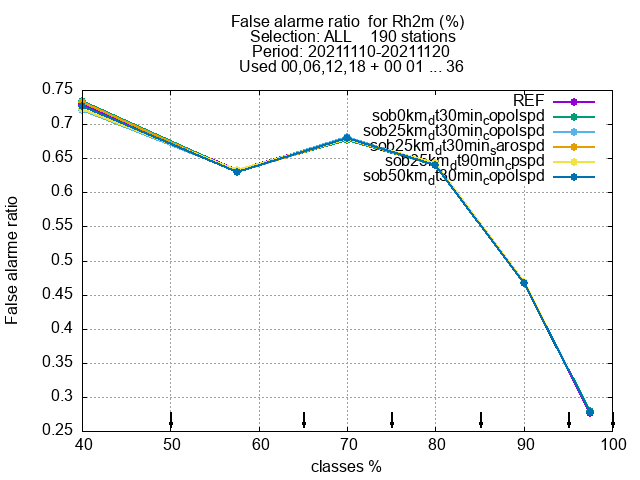 False alarme ratio  for Rh2m (%)
Selection: ALL    190 stations
Period: 20211110-20211120
Used 00,06,12,18 + 00 01 ... 36
0.75
0.7
0.65
0.6
0.55
0.5
0.45
0.4
0.35
0.3
0.25
False alarme ratio
REF
sob0km_dt30min_copolspd
sob25km_dt30min_copolspd
sob25km_dt30min_sarospd
sob25km_dt90min_cpspd
sob50km_dt30min_copolspd
40 50 60 70 80 90 100
classes %